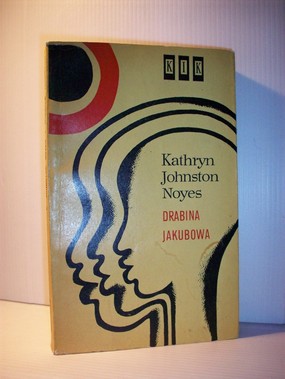 KIK
Kathryn
Johnston
Noyes
DRABINA
JAKUBOWA